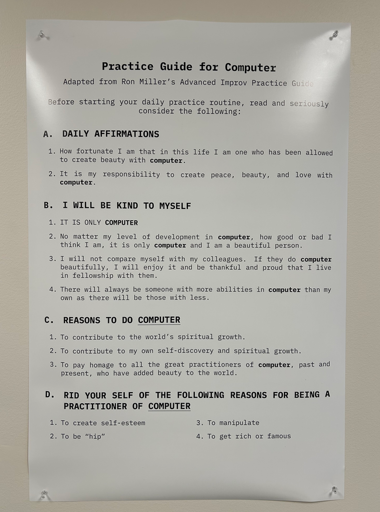 Practice Guide for Computer
Adapted from Ron Miller's Advanced Improv Practice Guide
Before starting your daily practice routine, read and seriously
consider the following:
A. DAILY AFFIRMATIONS
1. How fortunate I am that in this life I am one who has been allowed
to create beauty with computer.
2. It is my responsibility to create peace, beauty, and love with
computer.
B. I WILL BE KIND TO MYSELF
1. IT IS ONLY COMPUTER
2. No matter my level of development in computer, how good or bad I
think I am, it is only computer and I am a beautiful person.
3. I will not compare myself with my colleagues. If they do computer
beautifully, I will enjoy it and be thankful and proud that I live
in fellowship with them.
4. There will always be someone with more abilities in computer than my
own as there will be those with less.
C. REASONS TO DO COMPUTER
1. To contribute to the world's spiritual growth.
2. To contribute to my own self-discovery and spiritual growth.
3. To pay homage to all the great practitioners of computer, past and
present, who have added beauty to the world.
D. RID YOUR SELF OF THE FOLLOWING REASONS FOR BEING A
PRACTITIONER OF COMPUTER
1. To create self-esteem
2. To be "hip"
3. To manipulate
4. To get rich or famous